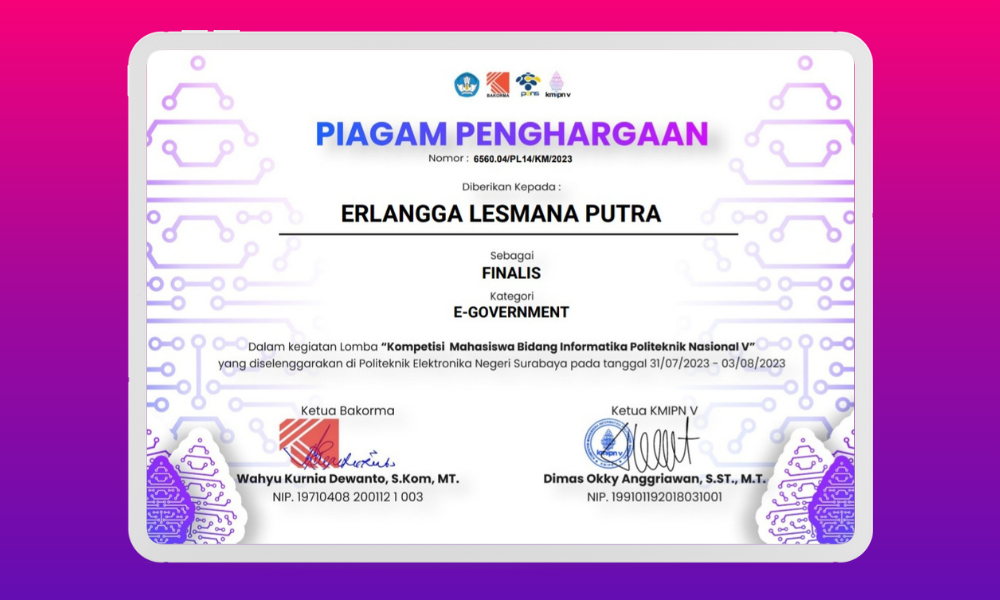 BAKORMA pens kmipn v
PIAGAM PENGHARGAAN
Nomor : 6560.04/PL14/KM/2023
Diberikan Kepada :
ERLANGGA LESMANA PUTRA
Sebagai
FINALIS
Kategori
E-GOVERNMENT
Dalam kegiatan Lomba “Kompetisi Mahasiswa Bidang Informatika Politeknik Nasional V”
yang diselenggarakan di Politeknik Elektronika Negeri Surabaya pada tanggal 31/07/2023 - 03/08/2023
Ketua Bakorma
Wahyu Kurnia Dewanto, S.Kom, MT.
NIP. 19710408 200112 1 003
Ketua KMIPN V
kmipn v
Dimas Okky Anggriawan, S.ST., M.T.
NIP. 199101192018031001